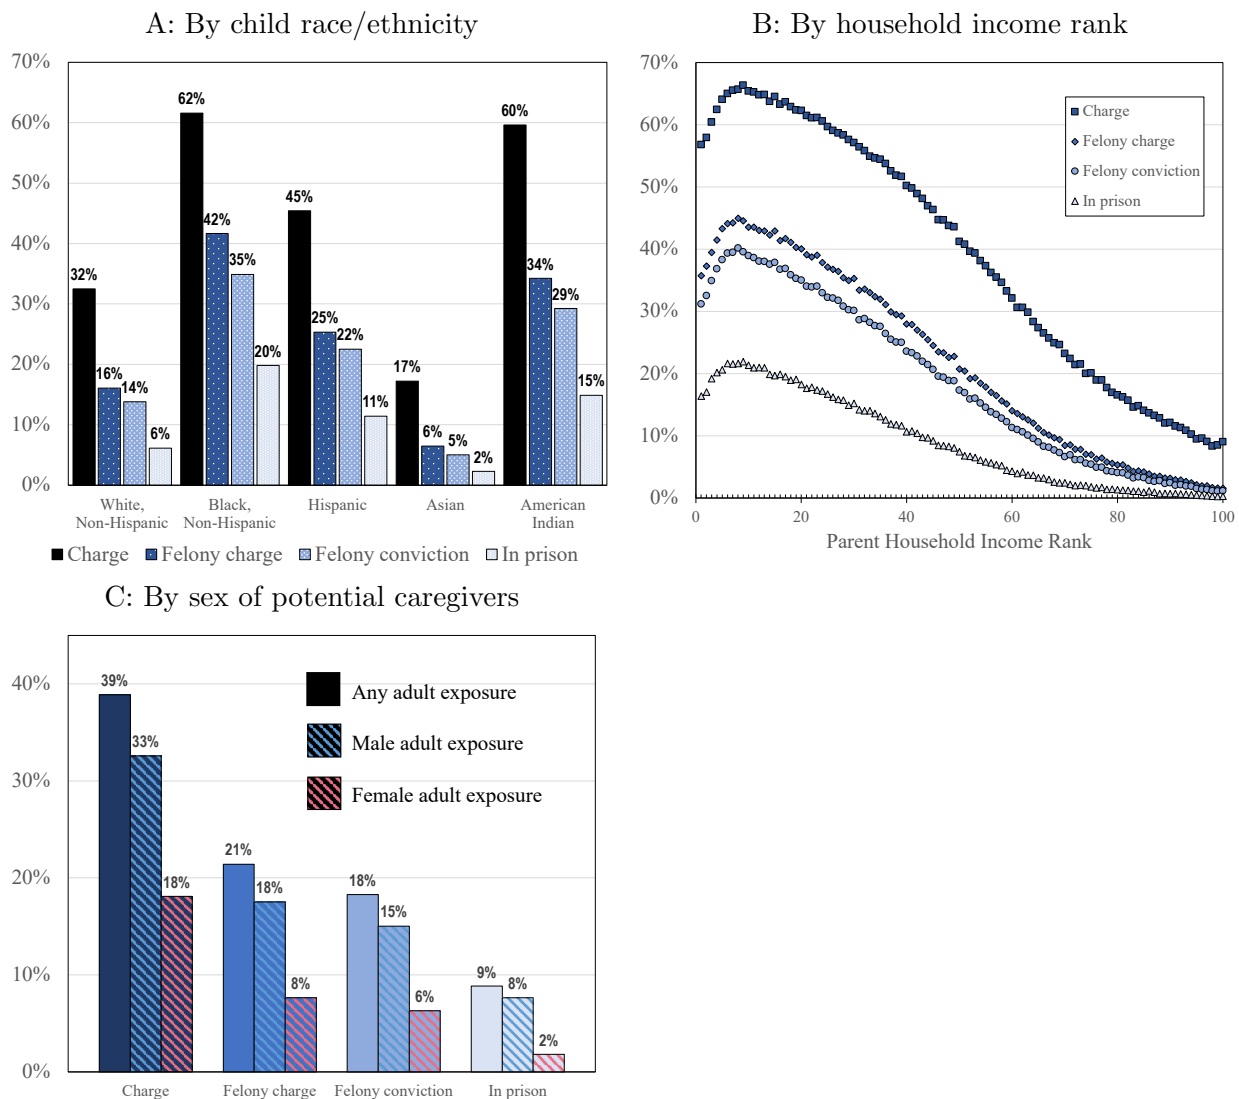 A: By child race/ethnicity
70%
60%
50%
40%
30%
20%
10%
0%
32%
16%
14%
6%
62%
42%
35%
20%
45%
25%
22%
11%
17%
6%
5%
2%
60%
34%
29%
15%
White,
Non-Hispanic
Black,
Non-Hispanic
Hispanic
Asian
American
Indian
Charge Felony charge Felony conviction In prison
B: By household income rank
70%
60%
50%
40%
30%
20%
10%
0%
Charge
Felony charge
Felony conviction
In prison
0 20 40 60 80 100
Parent Household Income Rank
C: By sex of potential caregivers
40%
30%
20%
10%
0%
39%
33%
18%
21%
18%
8%
18%
15%
6%
9%
8%
2%
Any adult exposure
Male adult exposure
Female adult exposure
Charge Felony charge Felony conviction In prison